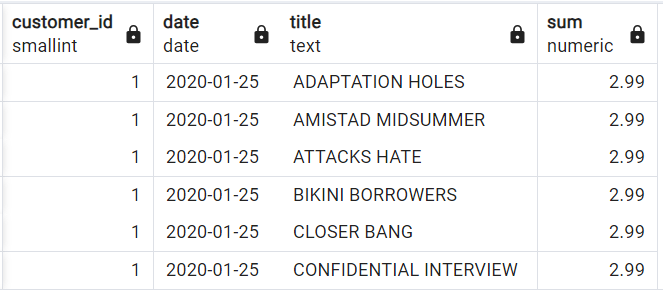 customer_id date title sum
smallint date text numeric
1 2020-01-25 ADAPTATION HOLES 2.99
1 2020-01-25 AMISTAD MIDSUMMER 2.99
1 2020-01-25 ATTACKS HATE 2.99
1 2020-01-25 BIKINI BORROWERS 2.99
1 2020-01-25 CLOSER BANG 2.99
1 2020-01-25 CONFIDENTIAL INTERVIEW 2.99